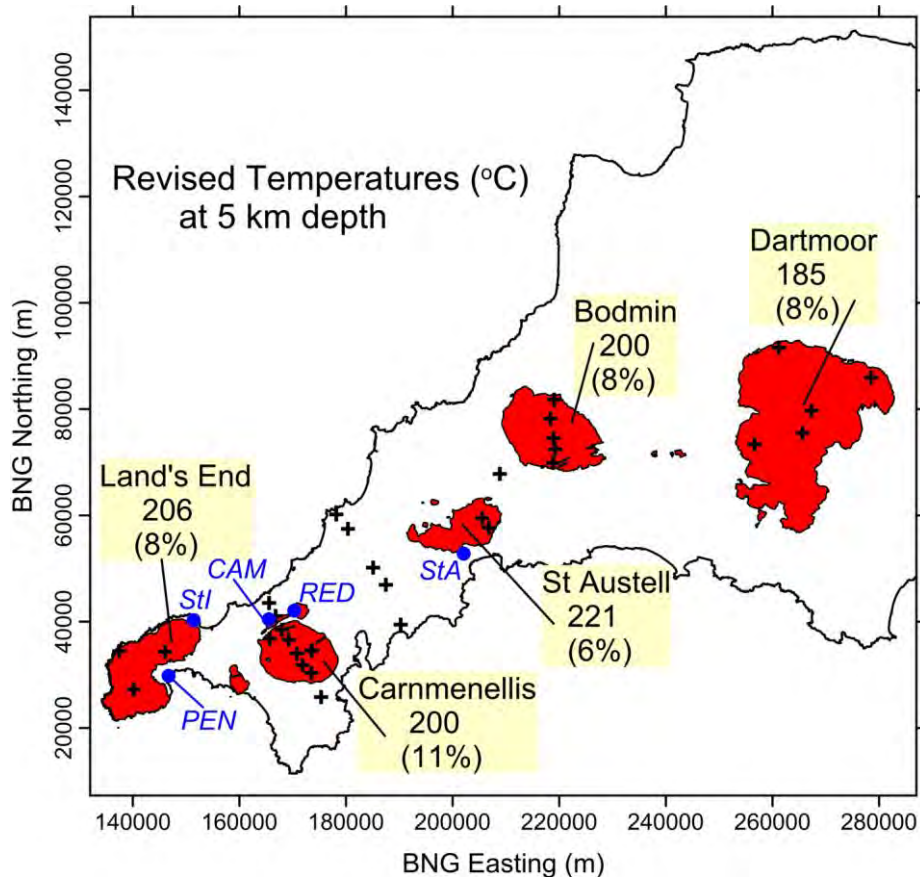 Revised Temperatures (°C)
at 5 km depth
Dartmoor
185
(8%)
Bodmin
200
(8%)
Land's End
206
(8%)
CAM
StI
RED
StA
PEN
St Austell
221
(6%)
Carnmenellis
200
(11%)
BNG Northing (m)
140000
120000
100000
80000
60000
40000
20000
140000 160000 180000 200000 220000 240000 260000 280000
BNG Easting (m)